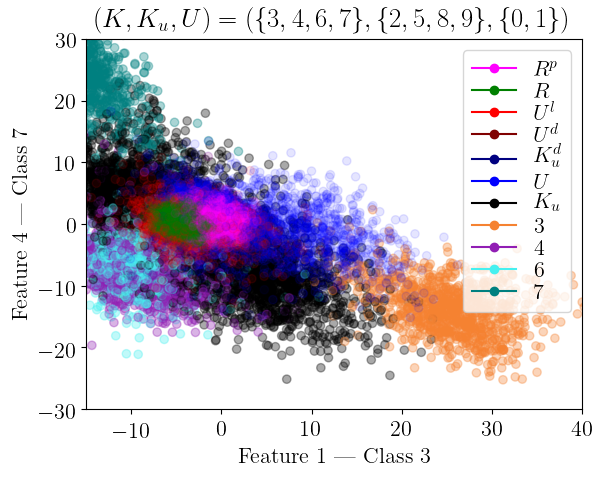 (K, K_u, U) = ({3, 4, 6, 7}, {2, 5, 8, 9}, {0, 1})
30
20
10
0
−10
−20
−30
Feature 4 — Class 7
R^p
R
U^l
U^d
K_u^d
U
K_u
3
4
6
7
−10
0
10
20
30
40
Feature 1 — Class 3